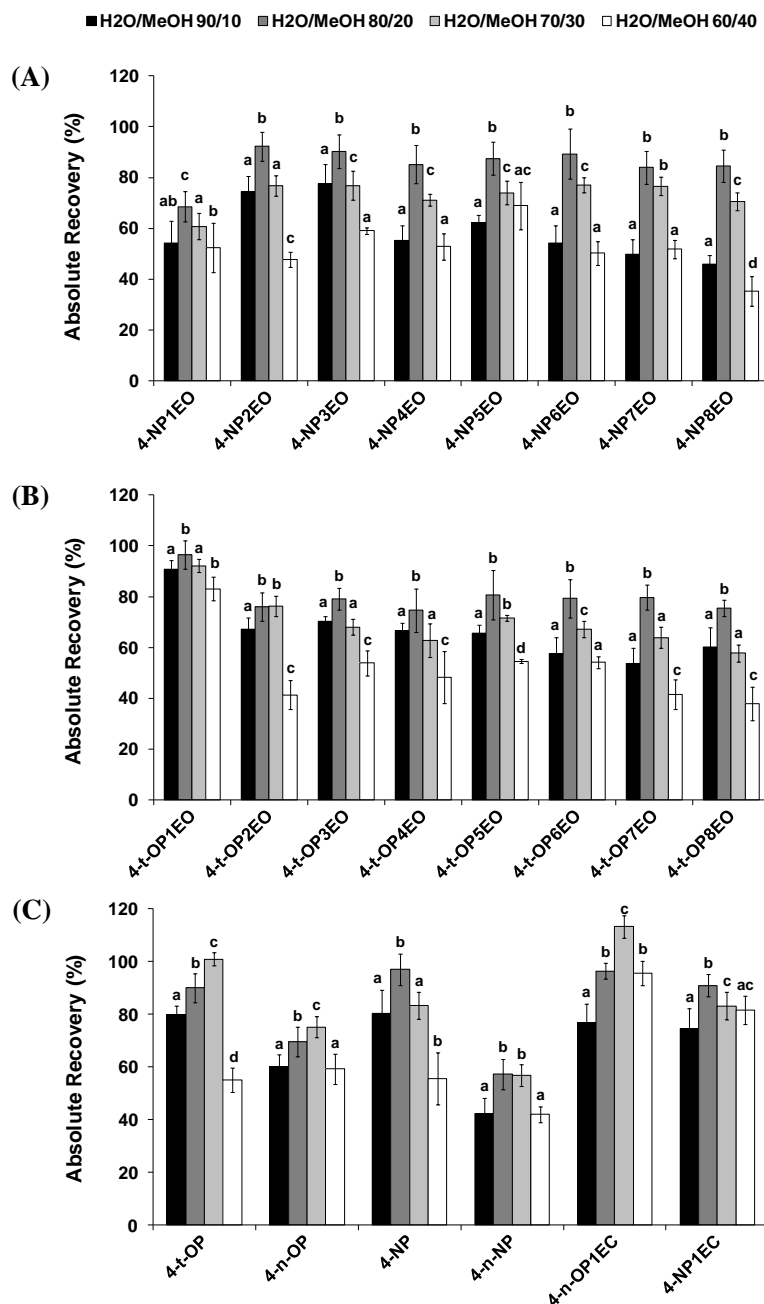 H2O/MeOH 90/10 H2O/MeOH 80/20 H2O/MeOH 70/30 H2O/MeOH 60/40
(A)
Absolute Recovery (%)
120
100
80
60
40
20
0
ab c a b
a b a c
a b c a
a b c a
a b c ac
a b c a
a b b a
a b c d
4-NP1EO 4-NP2EO 4-NP3EO 4-NP4EO 4-NP5EO 4-NP6EO 4-NP7EO 4-NP8EO
(B)
Absolute Recovery (%)
120
100
80
60
40
20
0
a b a b
a b b c
a b a c
a b a c
a b b d
a b c a
a b a c
a b a c
4-t-OP1EO 4-t-OP2EO 4-t-OP3EO 4-t-OP4EO 4-t-OP5EO 4-t-OP6EO 4-t-OP7EO 4-t-OP8EO
(C)
Absolute Recovery (%)
120
100
80
60
40
20
0
a b c d
a b c a
a b a b
a b b a
a b c b
a b c ac
4-t-OP 4-n-OP 4-NP 4-n-NP 4-n-OP1EC 4-NP1EC